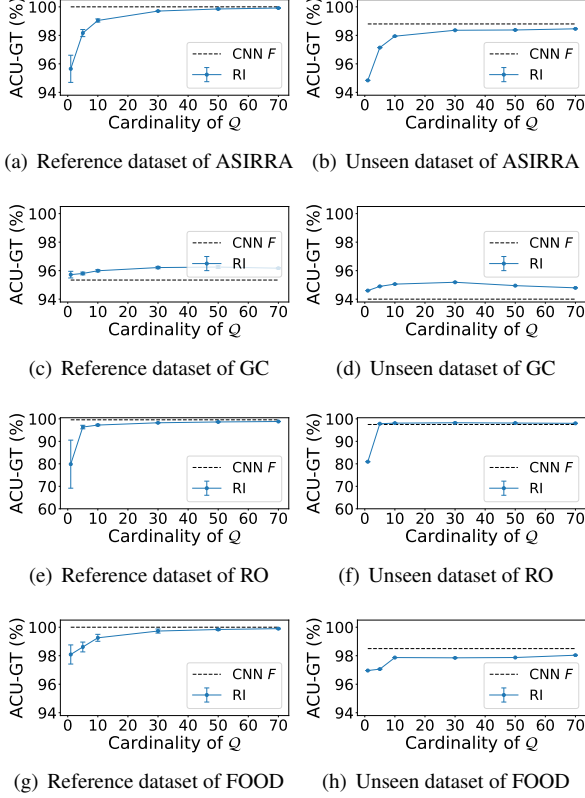 100
98
96
94
ACU-GT (%)
CNN F
RI
0 10 20 30 40 50 60 70
Cardinality of Q
(a) Reference dataset of ASIRRA
100
98
96
94
ACU-GT (%)
CNN F
RI
0 10 20 30 40 50 60 70
Cardinality of Q
(b) Unseen dataset of ASIRRA
100
98
96
94
ACU-GT (%)
CNN F
RI
0 10 20 30 40 50 60 70
Cardinality of Q
(c) Reference dataset of GC
100
98
96
94
ACU-GT (%)
CNN F
RI
0 10 20 30 40 50 60 70
Cardinality of Q
(d) Unseen dataset of GC
100
90
80
70
60
ACU-GT (%)
CNN F
RI
0 10 20 30 40 50 60 70
Cardinality of Q
(e) Reference dataset of RO
100
90
80
70
60
ACU-GT (%)
CNN F
RI
0 10 20 30 40 50 60 70
Cardinality of Q
(f) Unseen dataset of RO
100
98
96
94
ACU-GT (%)
CNN F
RI
0 10 20 30 40 50 60 70
Cardinality of Q
(g) Reference dataset of FOOD
100
98
96
94
ACU-GT (%)
CNN F
RI
0 10 20 30 40 50 60 70
Cardinality of Q
(h) Unseen dataset of FOOD